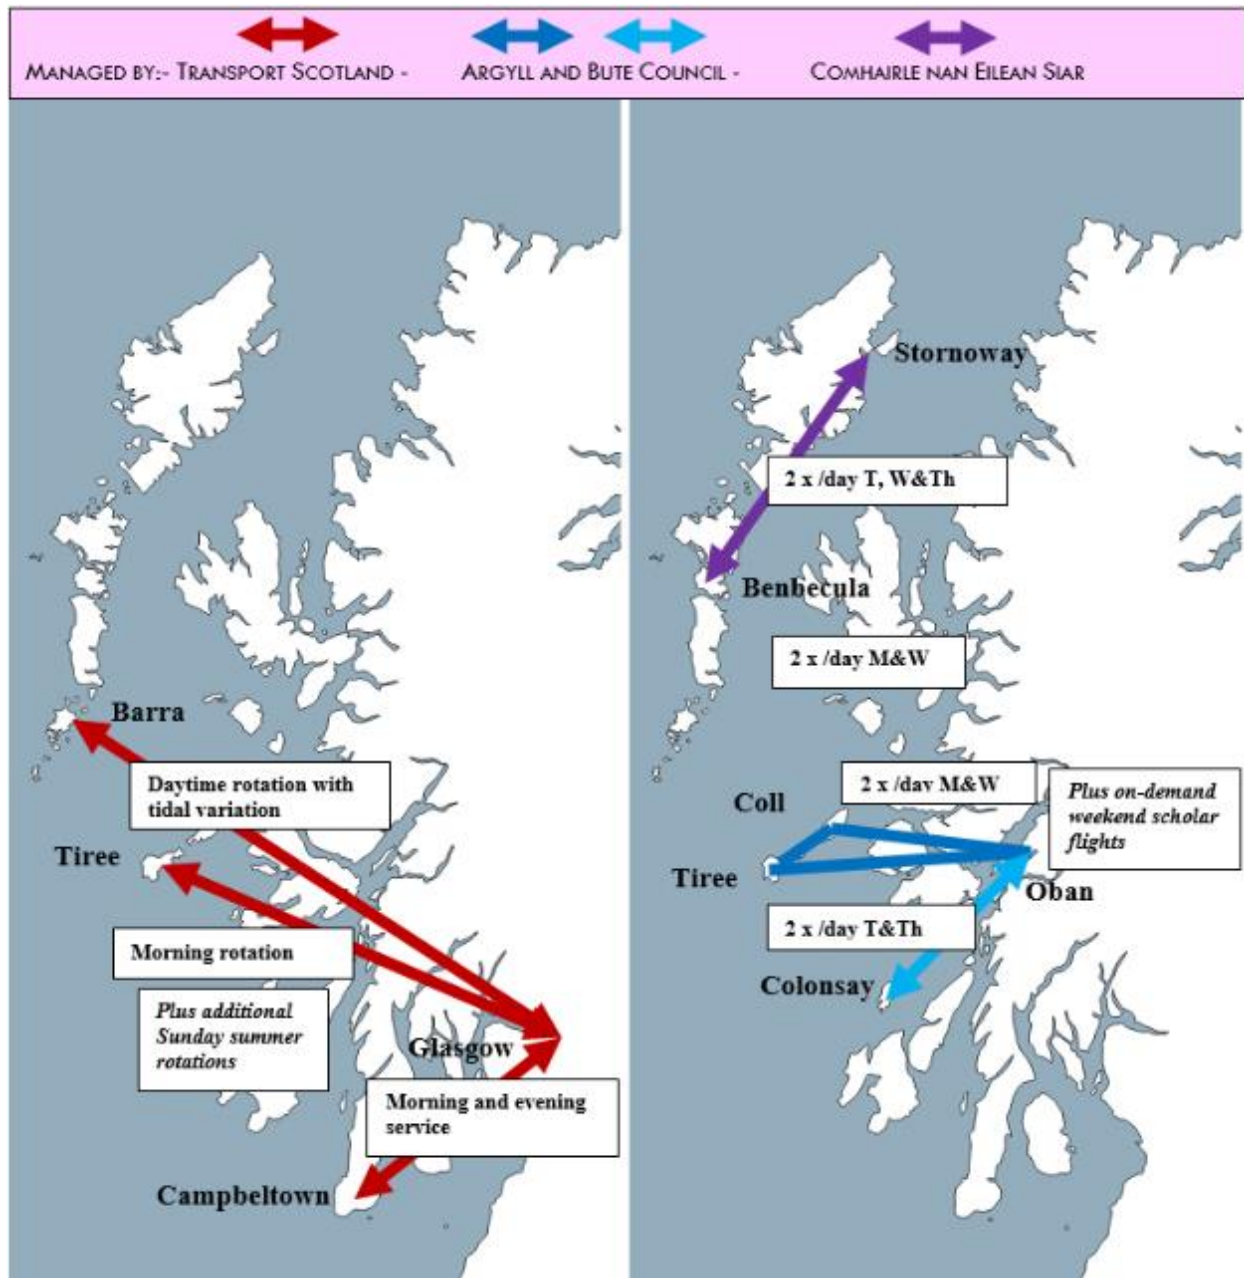 MANAGED BY:- TRANSPORT SCOTLAND - ARGYLL AND BUTE COUNCIL - COMHAIRLE NAN EILEAN SIAR
Barra
Daytime rotation with
tidal variation
Tiree
Morning rotation
Plus additional
Sunday summer
rotations
Glasgow
Morning and evening
service
Campbeltown
Stornoway
2 x /day T, W&Th
Benbecula
2 x /day M&W
2 x /day M&W
Coll
Plus on-demand
weekend scholar
flights
Tiree
Oban
2 x /day T&Th
Colonsay